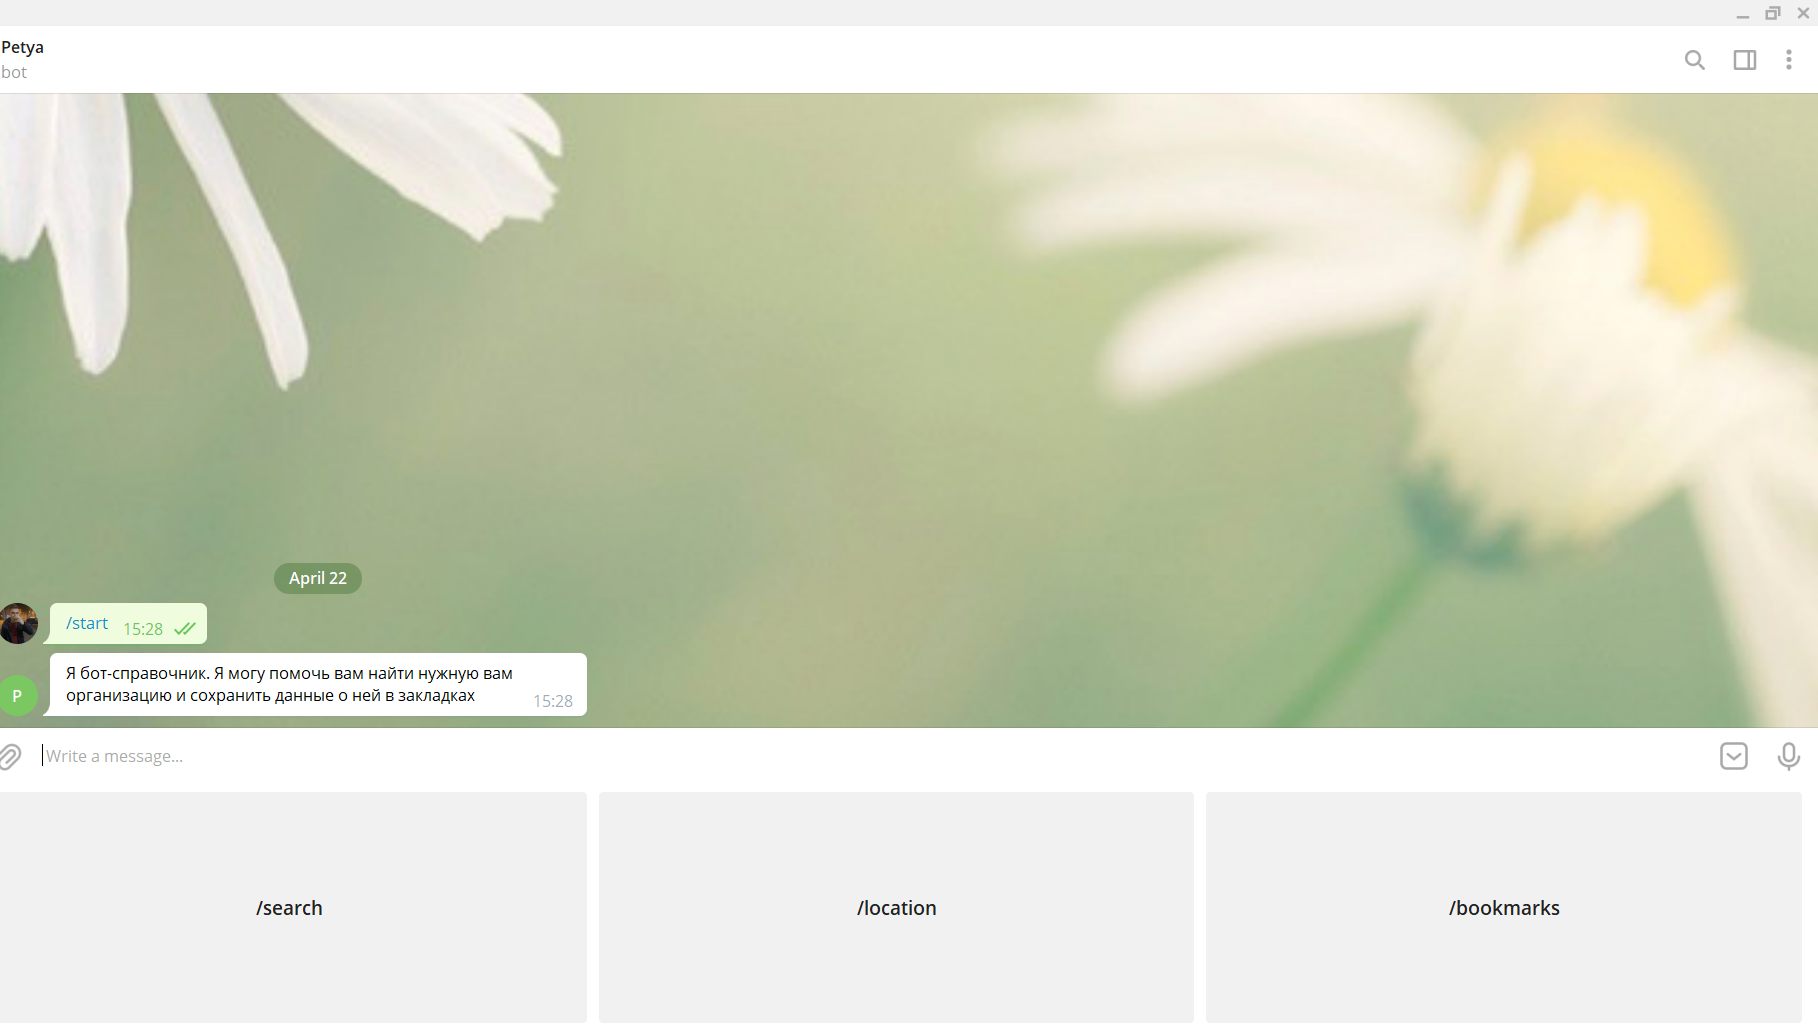 Petya
bot
April 22
/start 15:28
Я бот-справочник. Я могу помочь вам найти нужную вам
организацию и сохранить данные о ней в закладках 15:28
P
Write a message...
/search
/location
/bookmarks